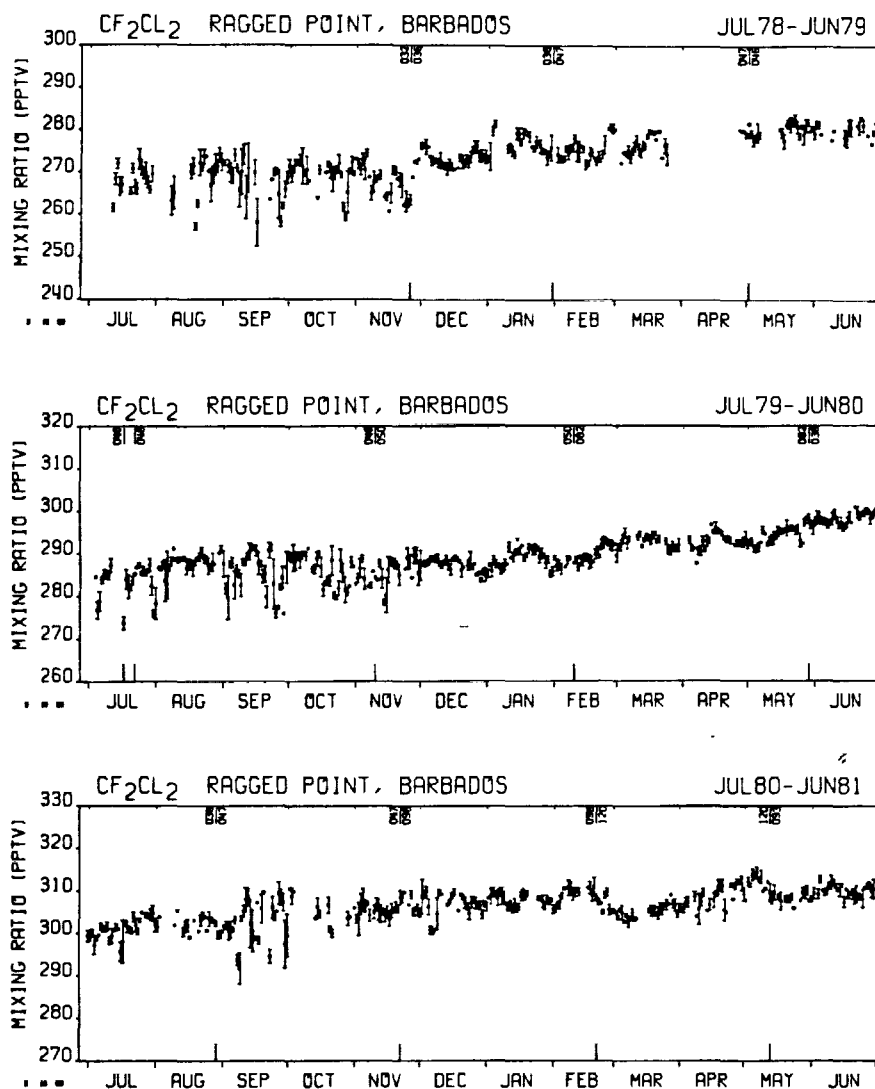 CF2CL2 RAGGED POINT, BARBADOS JUL78-JUN79
MIXING RATIO (PPTV)
300
290
280
270
260
250
240
JUL AUG SEP OCT NOV DEC JAN FEB MAR APR MAY JUN
CF2CL2 RAGGED POINT, BARBADOS JUL79-JUN80
MIXING RATIO (PPTV)
320
310
300
290
280
270
260
JUL AUG SEP OCT NOV DEC JAN FEB MAR APR MAY JUN
CF2CL2 RAGGED POINT, BARBADOS JUL80-JUN81
MIXING RATIO (PPTV)
330
320
310
300
290
280
270
JUL AUG SEP OCT NOV DEC JAN FEB MAR APR MAY JUN